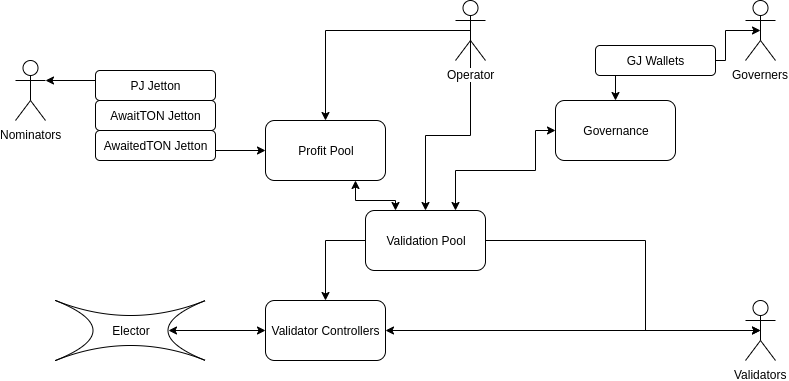 Operator
GJ Wallets
Governers
PJ Jetton
AwaitTON Jetton
AwaitedTON Jetton
Nominators
Profit Pool
Governance
Validation Pool
Elector
Validator Controllers
Validators